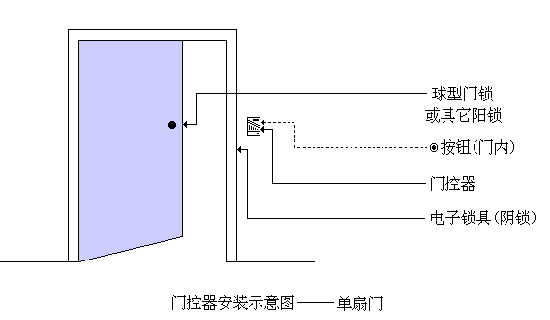 球型门锁
或其它阳锁
按钮(门内)
门控器
电子锁具(阴锁)
门控器安装示意图——单扇门